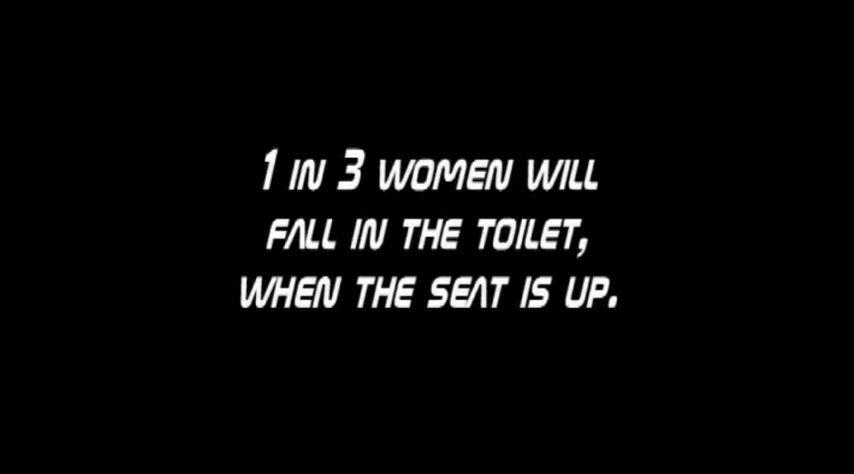 1 IN 3 WOMEN WILL
FALL IN THE TOILET,
WHEN THE SEAT IS UP.